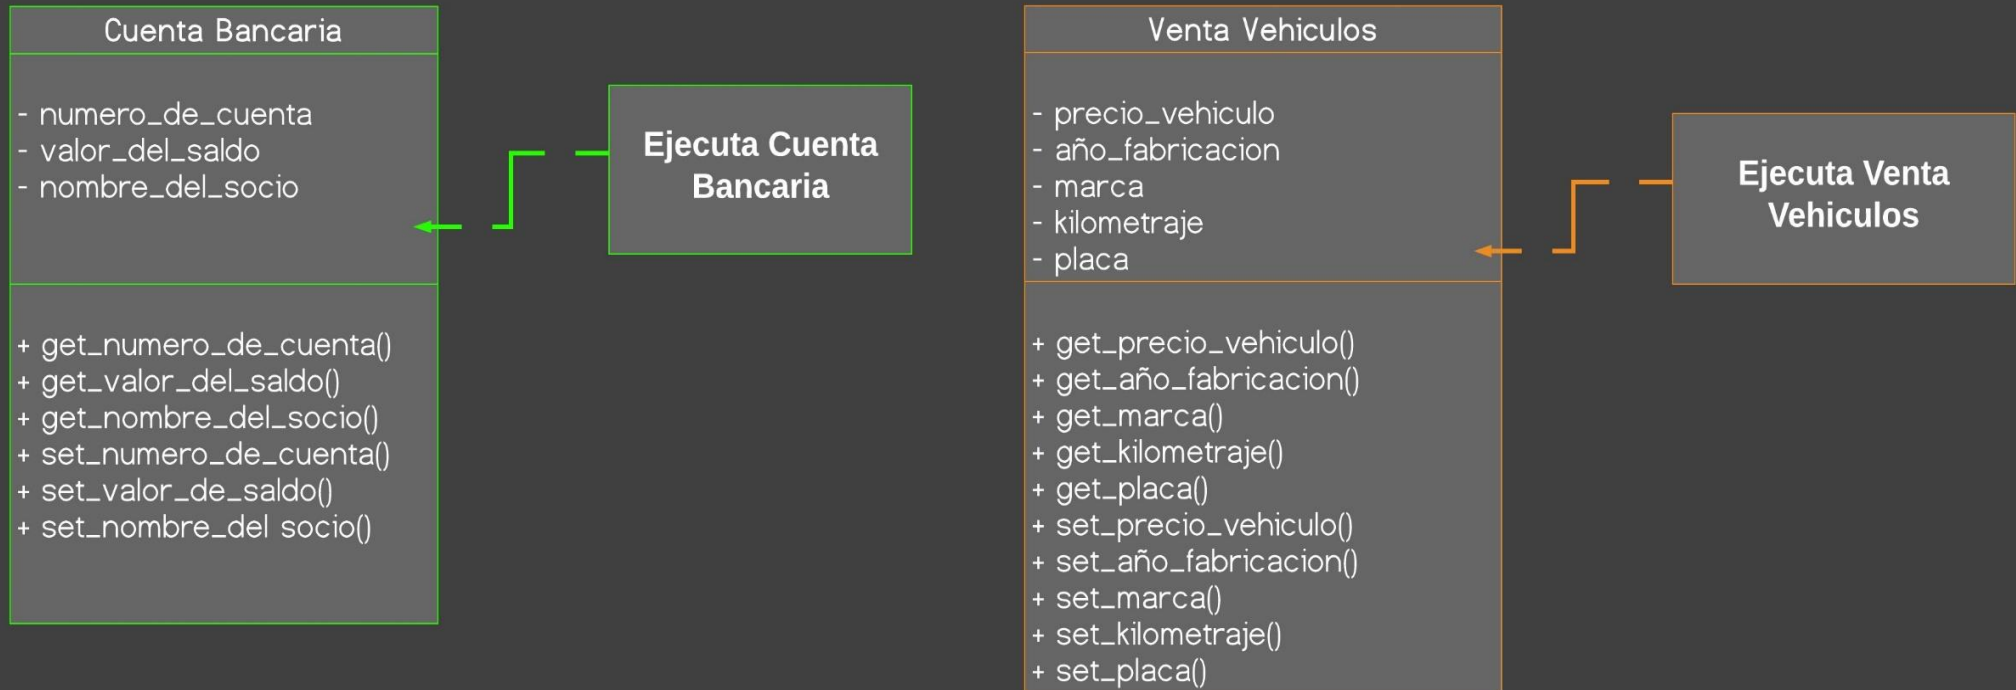 Cuenta Bancaria
- numero_de_cuenta
- valor_del_saldo
- nombre_del_socio
+ get_numero_de_cuenta()
+ get_valor_del_saldo()
+ get_nombre_del_socio()
+ set_numero_de_cuenta()
+ set_valor_de_saldo()
+ set_nombre_del socio()
Ejecuta Cuenta
Bancaria
Venta Vehiculos
- precio_vehiculo
- año_fabricacion
- marca
- kilometraje
- placa
+ get_precio_vehiculo()
+ get_año_fabricacion()
+ get_marca()
+ get_kilometraje()
+ get_placa()
+ set_precio_vehiculo()
+ set_año_fabricacion()
+ set_marca()
+ set_kilometraje()
+ set_placa()
Ejecuta Venta
Vehiculos